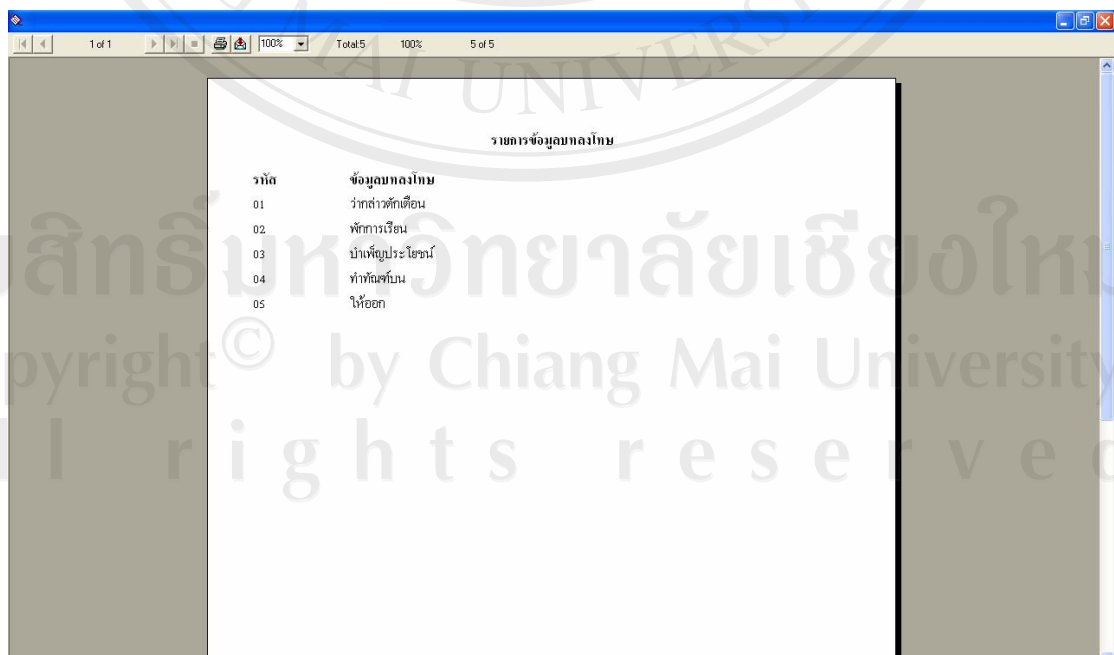 MAI UNIVERS
1 of 1 100% Total:5 100% 5 of 5
รายการข้อมูลบทลงโทษ
รหัส ข้อมูลบทลงโทษ
01 ว่ากล่าวตักเตือน
02 พักการเรียน
03 บำเพ็ญประโยชน์
04 ทำทัณฑ์บน
05 ให้ออก
สิทธิ์มหาวิทยาลัยเชียงใหม
pyright© by Chiang Mai University
l rights reserve